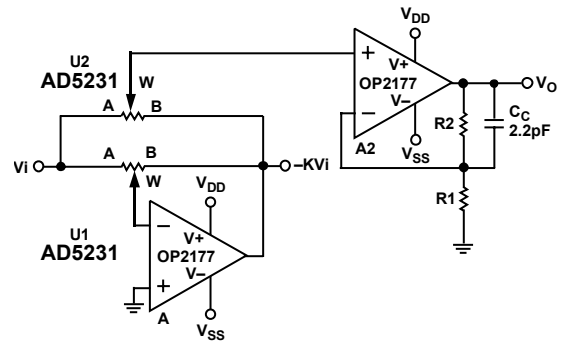 U2
AD5231
W
A
B
Vi
A
B
W
–KVi
U1
AD5231
VDD
–
V+
OP2177
V–
+
A
VSS
VDD
+
V+
OP2177
V–
–
A2
VSS
VO
R2
CC
2.2pF
R1